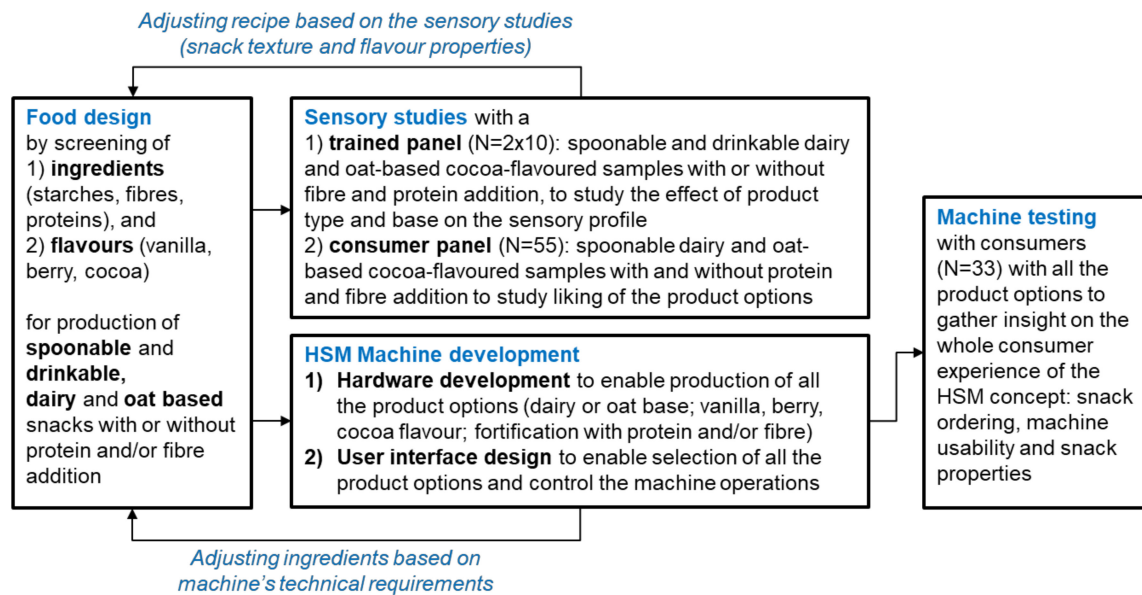 Adjusting recipe based on the sensory studies
(snack texture and flavour properties)
Food design
by screening of
1) ingredients
(starches, fibres,
proteins), and
2) flavours (vanilla,
berry, cocoa)
for production of
spoonable and
drinkable,
dairy and oat based
snacks with or without
protein and/or fibre
addition
Sensory studies with a
1) trained panel (N=2x10): spoonable and drinkable dairy
and oat-based cocoa-flavoured samples with or without
fibre and protein addition, to study the effect of product
type and base on the sensory profile
2) consumer panel (N=55): spoonable dairy and oat-
based cocoa-flavoured samples with and without protein
and fibre addition to study liking of the product options
HSM Machine development
1) Hardware development to enable production of all
the product options (dairy or oat base; vanilla, berry,
cocoa flavour; fortification with protein and/or fibre)
2) User interface design to enable selection of all the
product options and control the machine operations
Machine testing
with consumers
(N=33) with all the
product options to
gather insight on the
whole consumer
experience of the
HSM concept: snack
ordering, machine
usability and snack
properties
Adjusting ingredients based on
machine's technical requirements